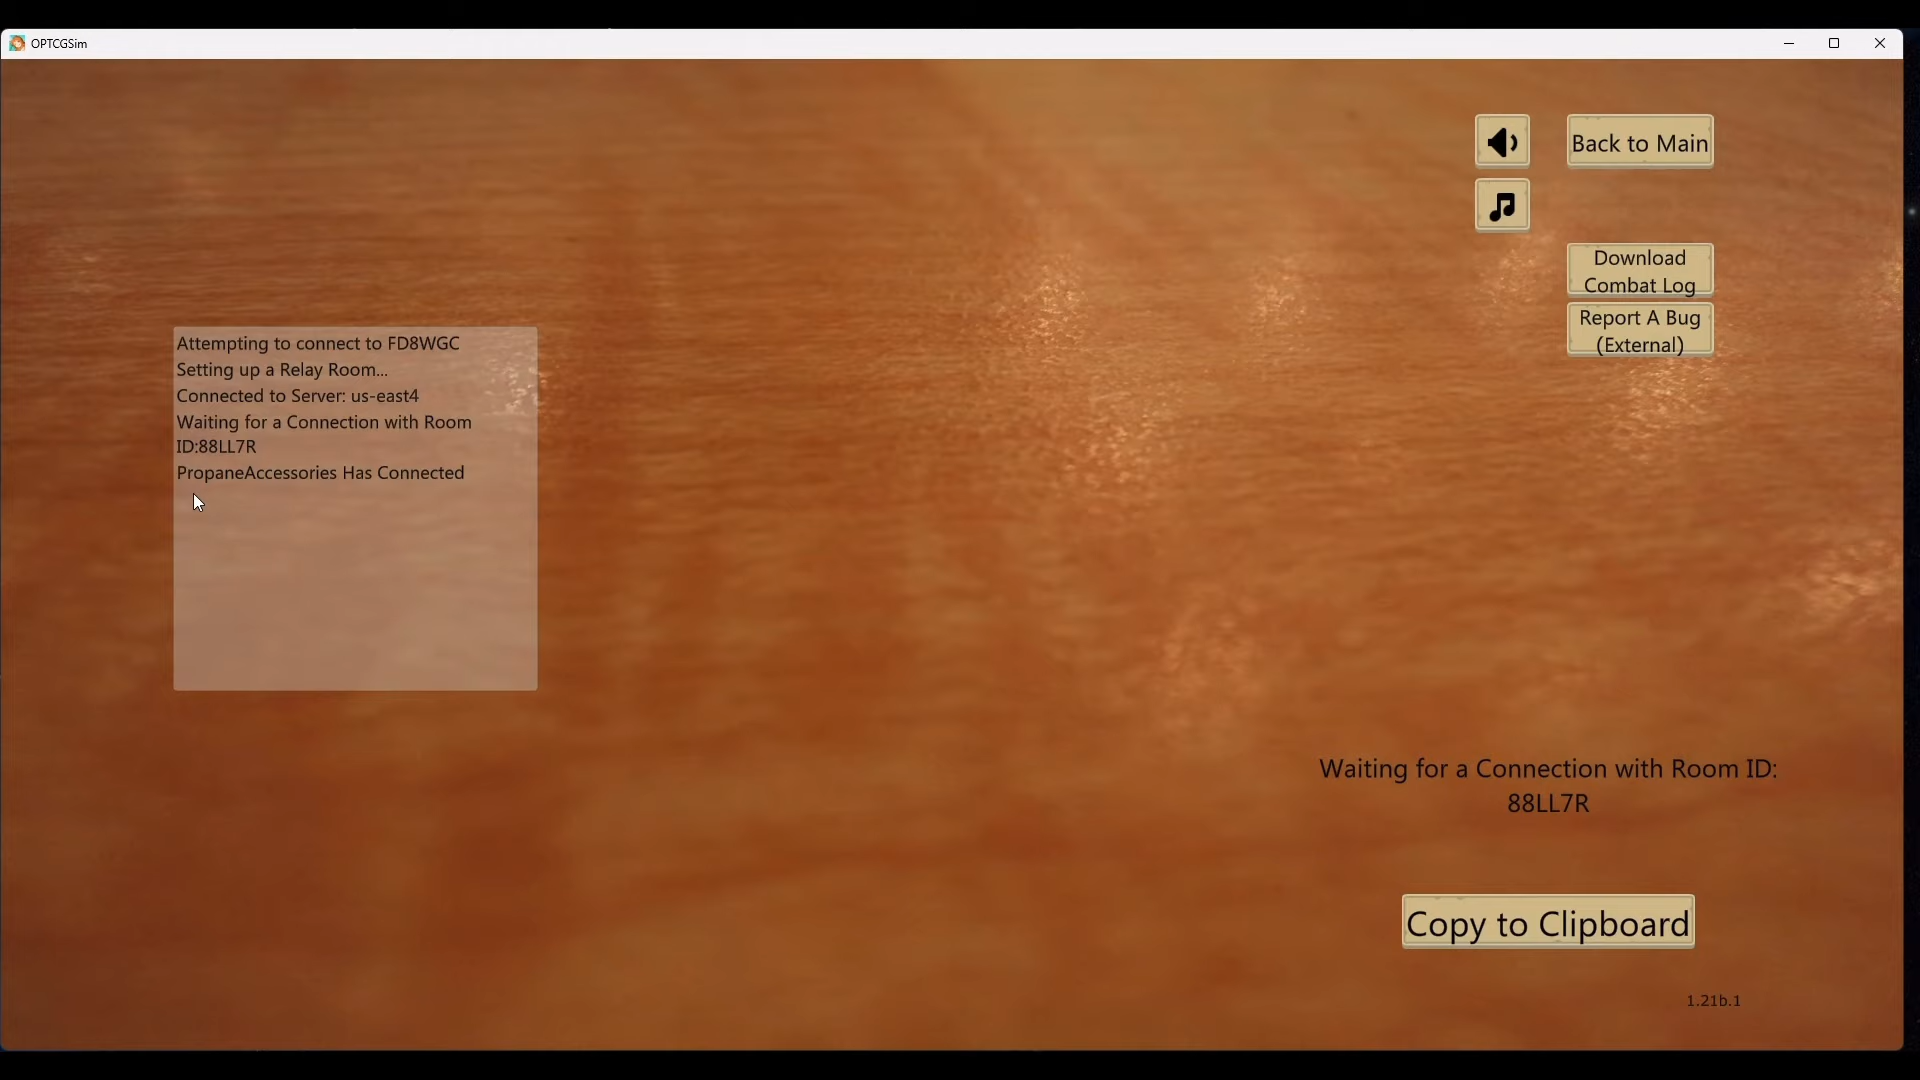 OPTCGSim
Back to Main
Download
Combat Log
Report A Bug
(External)
Attempting to connect to FD8WGC
Setting up a Relay Room...
Connected to Server: us-east4
Waiting for a Connection with Room
ID:88LL7R
PropaneAccessories Has Connected
Waiting for a Connection with Room ID:
88LL7R
Copy to Clipboard
1.21b.1